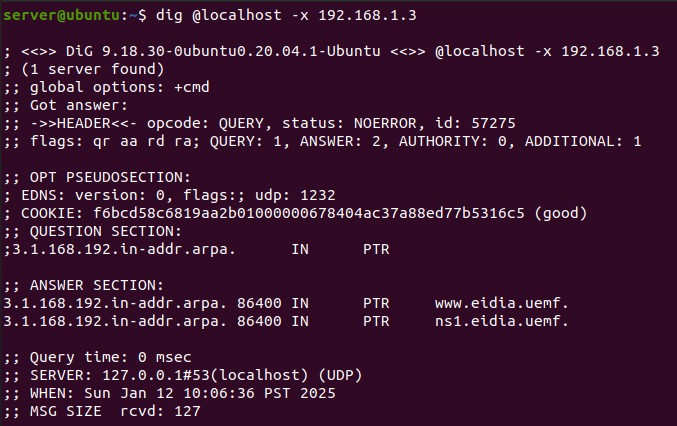 server@ubuntu:~$ dig @localhost -x 192.168.1.3
; <<>> DiG 9.18.30-0ubuntu0.20.04.1-Ubuntu <<>> @localhost -x 192.168.1.3
; (1 server found)
;; global options: +cmd
;; Got answer:
;; ->>HEADER<<- opcode: QUERY, status: NOERROR, id: 57275
;; flags: qr aa rd ra; QUERY: 1, ANSWER: 2, AUTHORITY: 0, ADDITIONAL: 1
;; OPT PSEUDOSECTION:
; EDNS: version: 0, flags:; udp: 1232
; COOKIE: f6bcd58c6819aa2b01000000678404ac37a88ed77b5316c5 (good)
;; QUESTION SECTION:
;3.1.168.192.in-addr.arpa. IN PTR
;; ANSWER SECTION:
3.1.168.192.in-addr.arpa. 86400 IN PTR www.eidia.uemf.
3.1.168.192.in-addr.arpa. 86400 IN PTR ns1.eidia.uemf.
;; Query time: 0 msec
;; SERVER: 127.0.0.1#53(localhost) (UDP)
;; WHEN: Sun Jan 12 10:06:36 PST 2025
;; MSG SIZE rcvd: 127